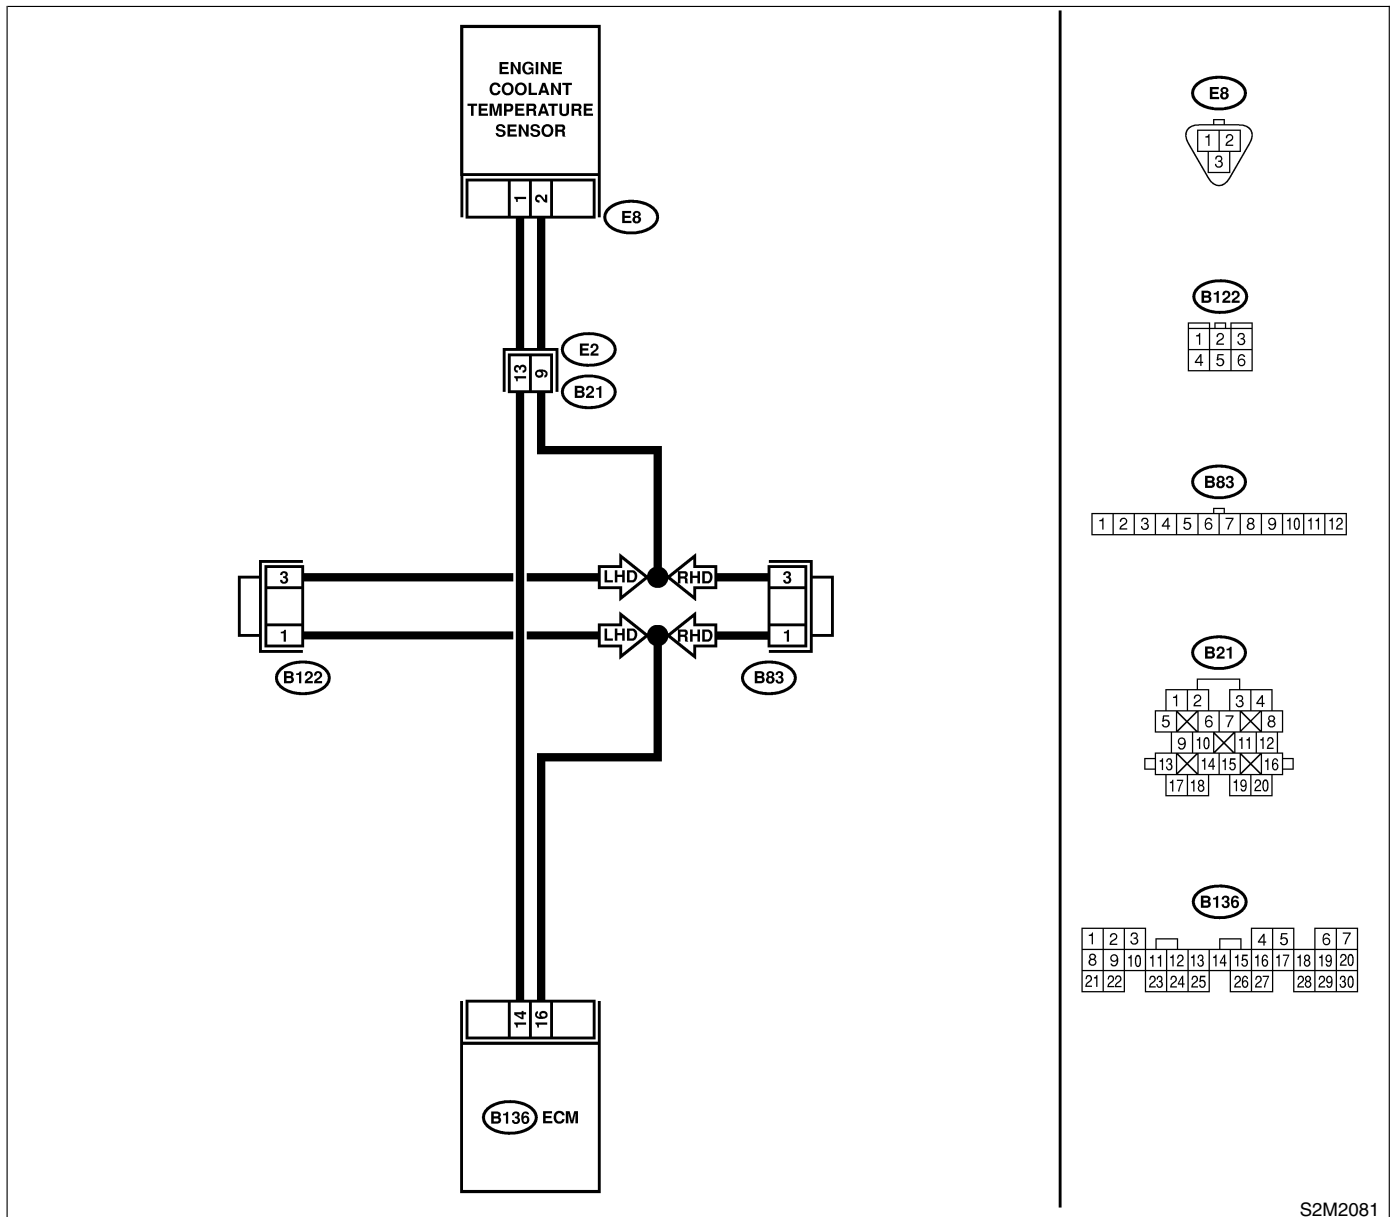 ENGINE
COOLANT
TEMPERATURE
SENSOR
1 2
E8
E2
13 9
B21
3 LHD RHD 3
1 LHD RHD 1
B122
B83
14 16
B136 ECM
E8
1 2
3
B122
1 2 3
4 5 6
B83
1 2 3 4 5 6 7 8 9 10 11 12
B21
1 2 3 4
5 6 7 8
9 10 11 12
13 14 15 16
17 18 19 20
B136
1 2 3 4 5 6 7
8 9 10 11 12 13 14 15 16 17 18 19 20
21 22 23 24 25 26 27 28 29 30
S2M2081